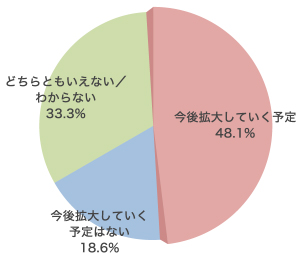 どちらともいえない／
わからない
33.3%
今後拡大していく予定
48.1%
今後拡大していく
予定はない
18.6%